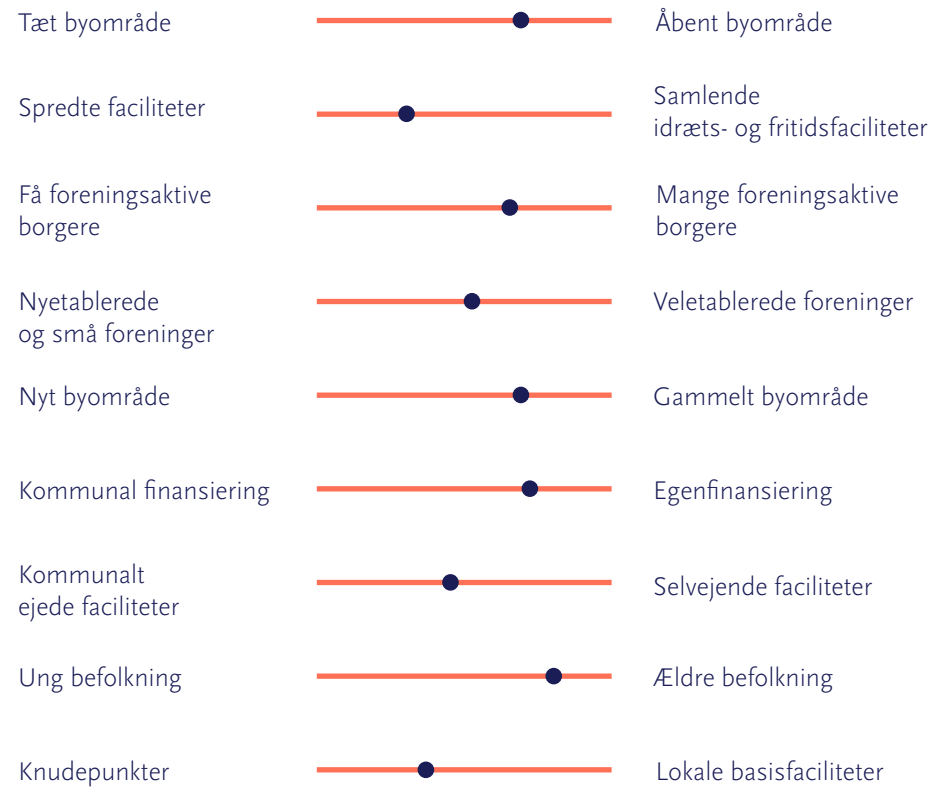 Tæt byområde
Åbent byområde
Spredte faciliteter
Samlende
idræts- og fritidsfaciliteter
Få foreningsaktive
borgere
Mange foreningsaktive
borgere
Nyetablerede
og små foreninger
Veletablerede foreninger
Nyt byområde
Gammelt byområde
Kommunal finansiering
Egenfinansiering
Kommunalt
ejede faciliteter
Selvejende faciliteter
Ung befolkning
Ældre befolkning
Knudepunkter
Lokale basisfaciliteter